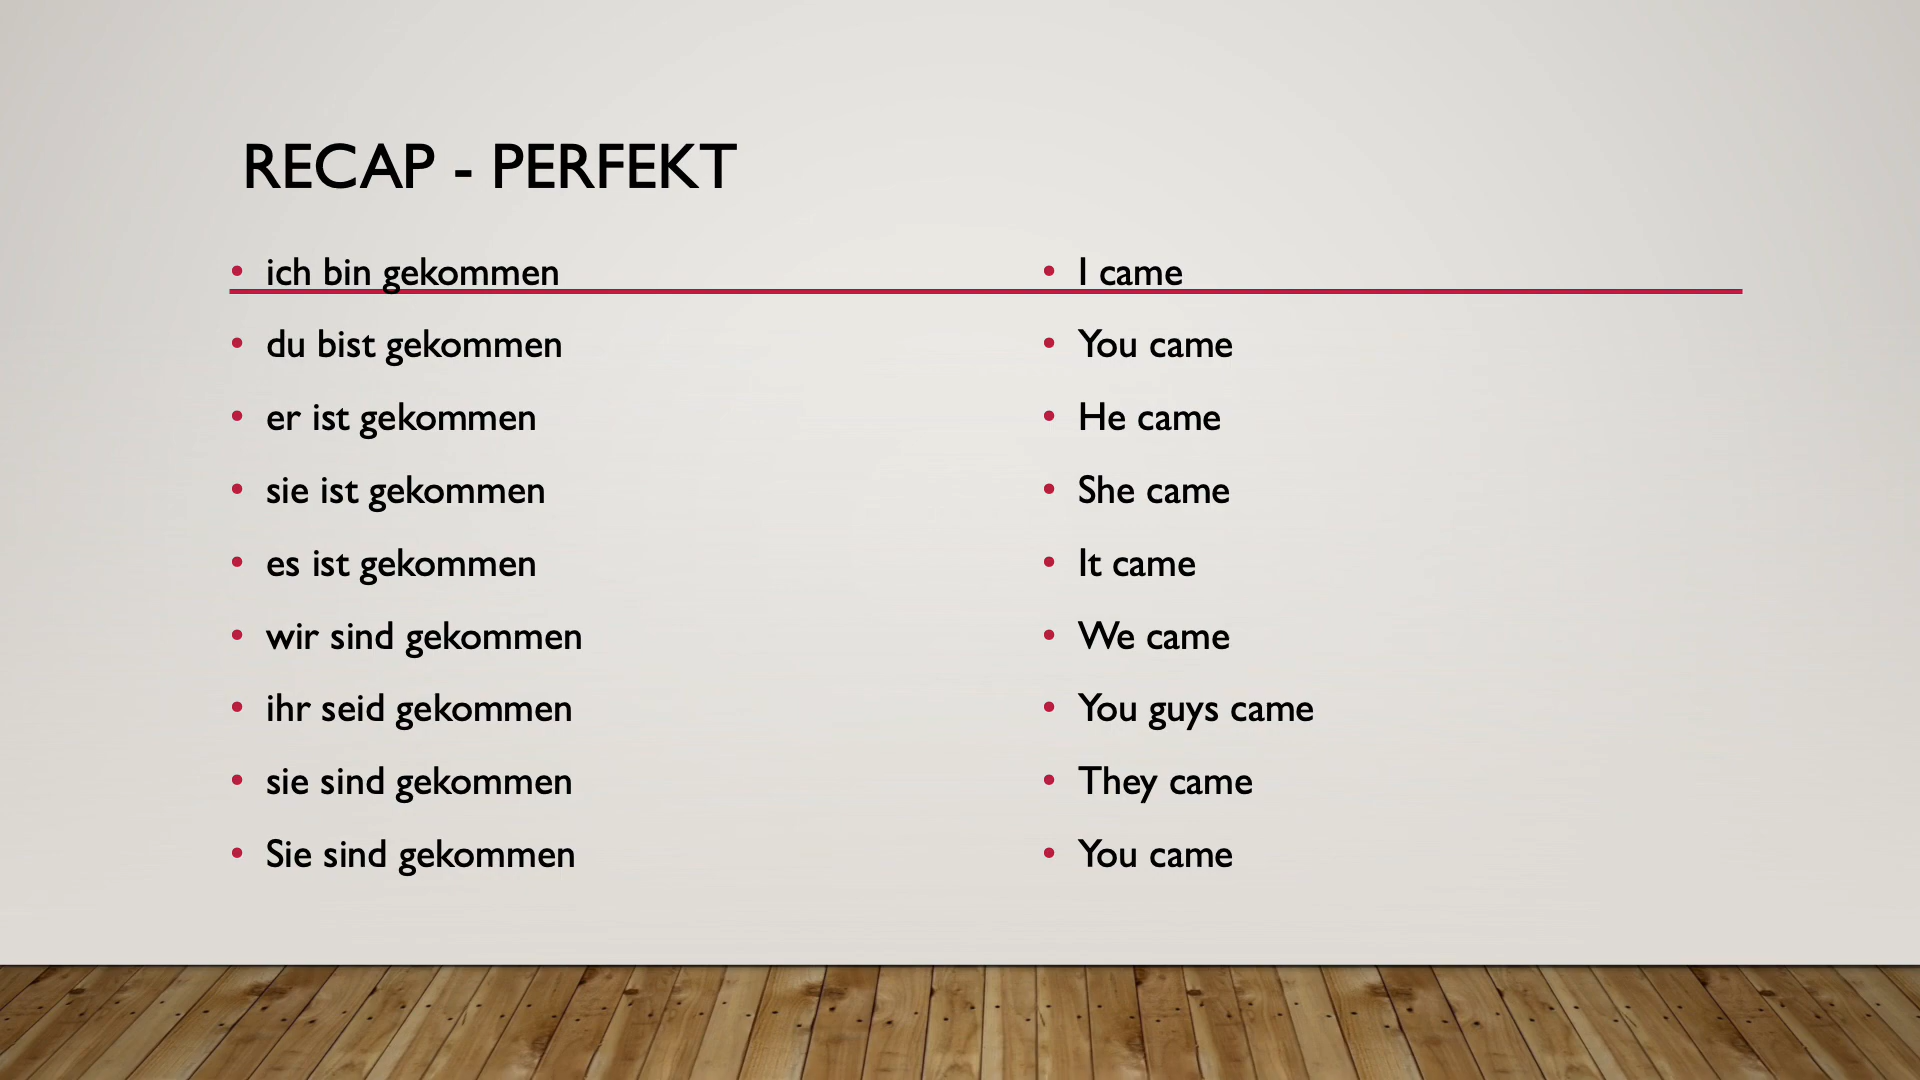 RECAP - PERFEKT
• ich bin gekommen
• du bist gekommen
• er ist gekommen
• sie ist gekommen
• es ist gekommen
• wir sind gekommen
• ihr seid gekommen
• sie sind gekommen
• Sie sind gekommen
• I came
• You came
• He came
• She came
• It came
• We came
• You guys came
• They came
• You came